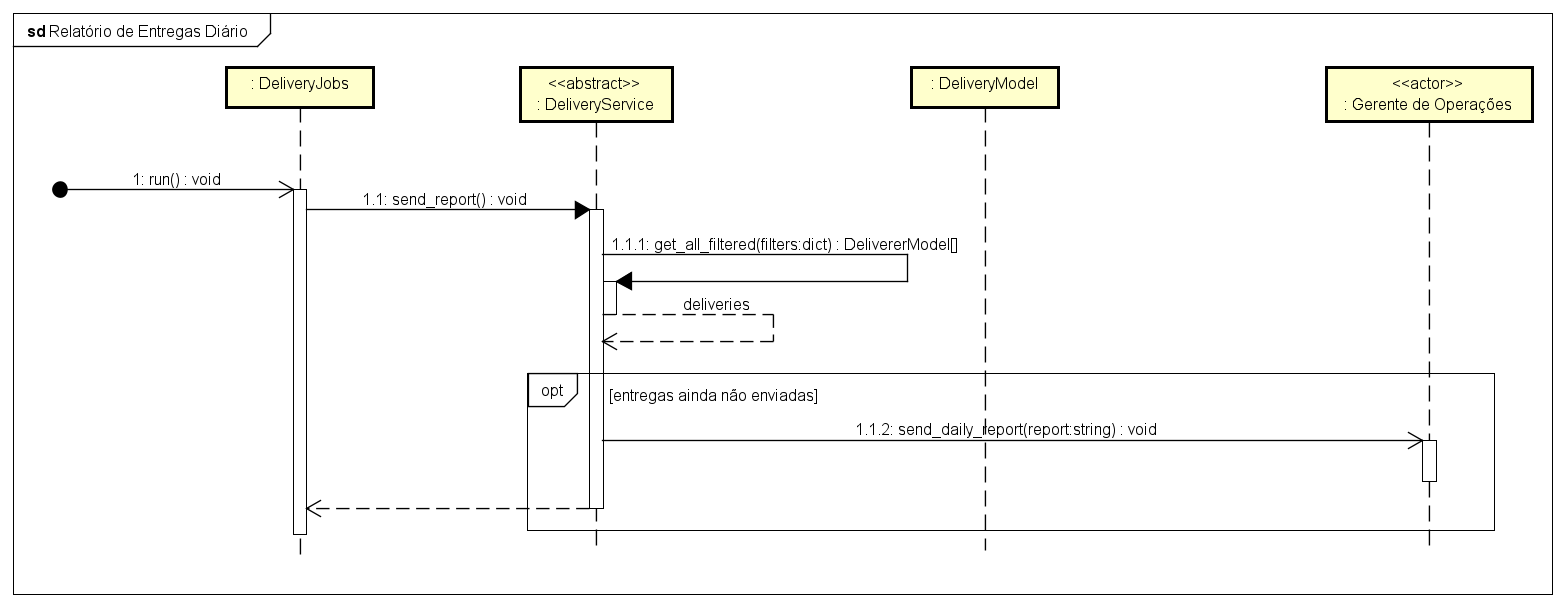 sd Relatório de Entregas Diário
: DeliveryJobs
<<abstract>>
: DeliveryService
: DeliveryModel
<<actor>>
: Gerente de Operações
1: run() : void
1.1: send_report() : void
1.1.1: get_all_filtered(filters:dict) : DelivererModel[]
deliveries
opt
[entregas ainda não enviadas]
1.1.2: send_daily_report(report:string) : void